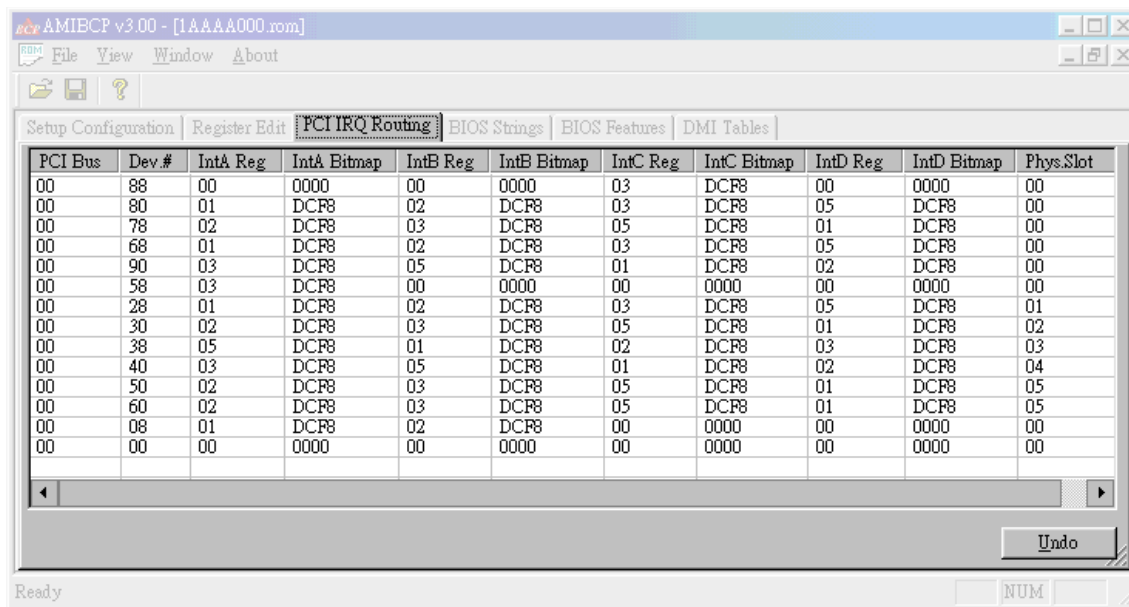 AMIBCP v3.00 - [1AAAA000.rom]
File View Window About
Setup Configuration Register Edit PCI IRQ Routing BIOS Strings BIOS Features DMI Tables
PCI Bus Dev.# IntA Reg IntA Bitmap IntB Reg IntB Bitmap IntC Reg IntC Bitmap IntD Reg IntD Bitmap Phys.Slot
00 88 00 0000 00 0000 03 DCF8 00 0000 00
00 80 01 DCF8 02 DCF8 03 DCF8 05 DCF8 00
00 78 02 DCF8 03 DCF8 05 DCF8 01 DCF8 00
00 68 01 DCF8 02 DCF8 03 DCF8 05 DCF8 00
00 90 03 DCF8 05 DCF8 01 DCF8 02 DCF8 00
00 58 03 DCF8 00 0000 00 0000 00 0000 00
00 28 01 DCF8 02 DCF8 03 DCF8 05 DCF8 01
00 30 02 DCF8 03 DCF8 05 DCF8 01 DCF8 02
00 38 05 DCF8 01 DCF8 02 DCF8 03 DCF8 03
00 40 03 DCF8 05 DCF8 01 DCF8 02 DCF8 04
00 50 02 DCF8 03 DCF8 05 DCF8 01 DCF8 05
00 60 02 DCF8 03 DCF8 05 DCF8 01 DCF8 05
00 08 01 DCF8 02 DCF8 00 0000 00 0000 00
00 00 00 0000 00 0000 00 0000 00 0000 00
Undo
Ready NUM